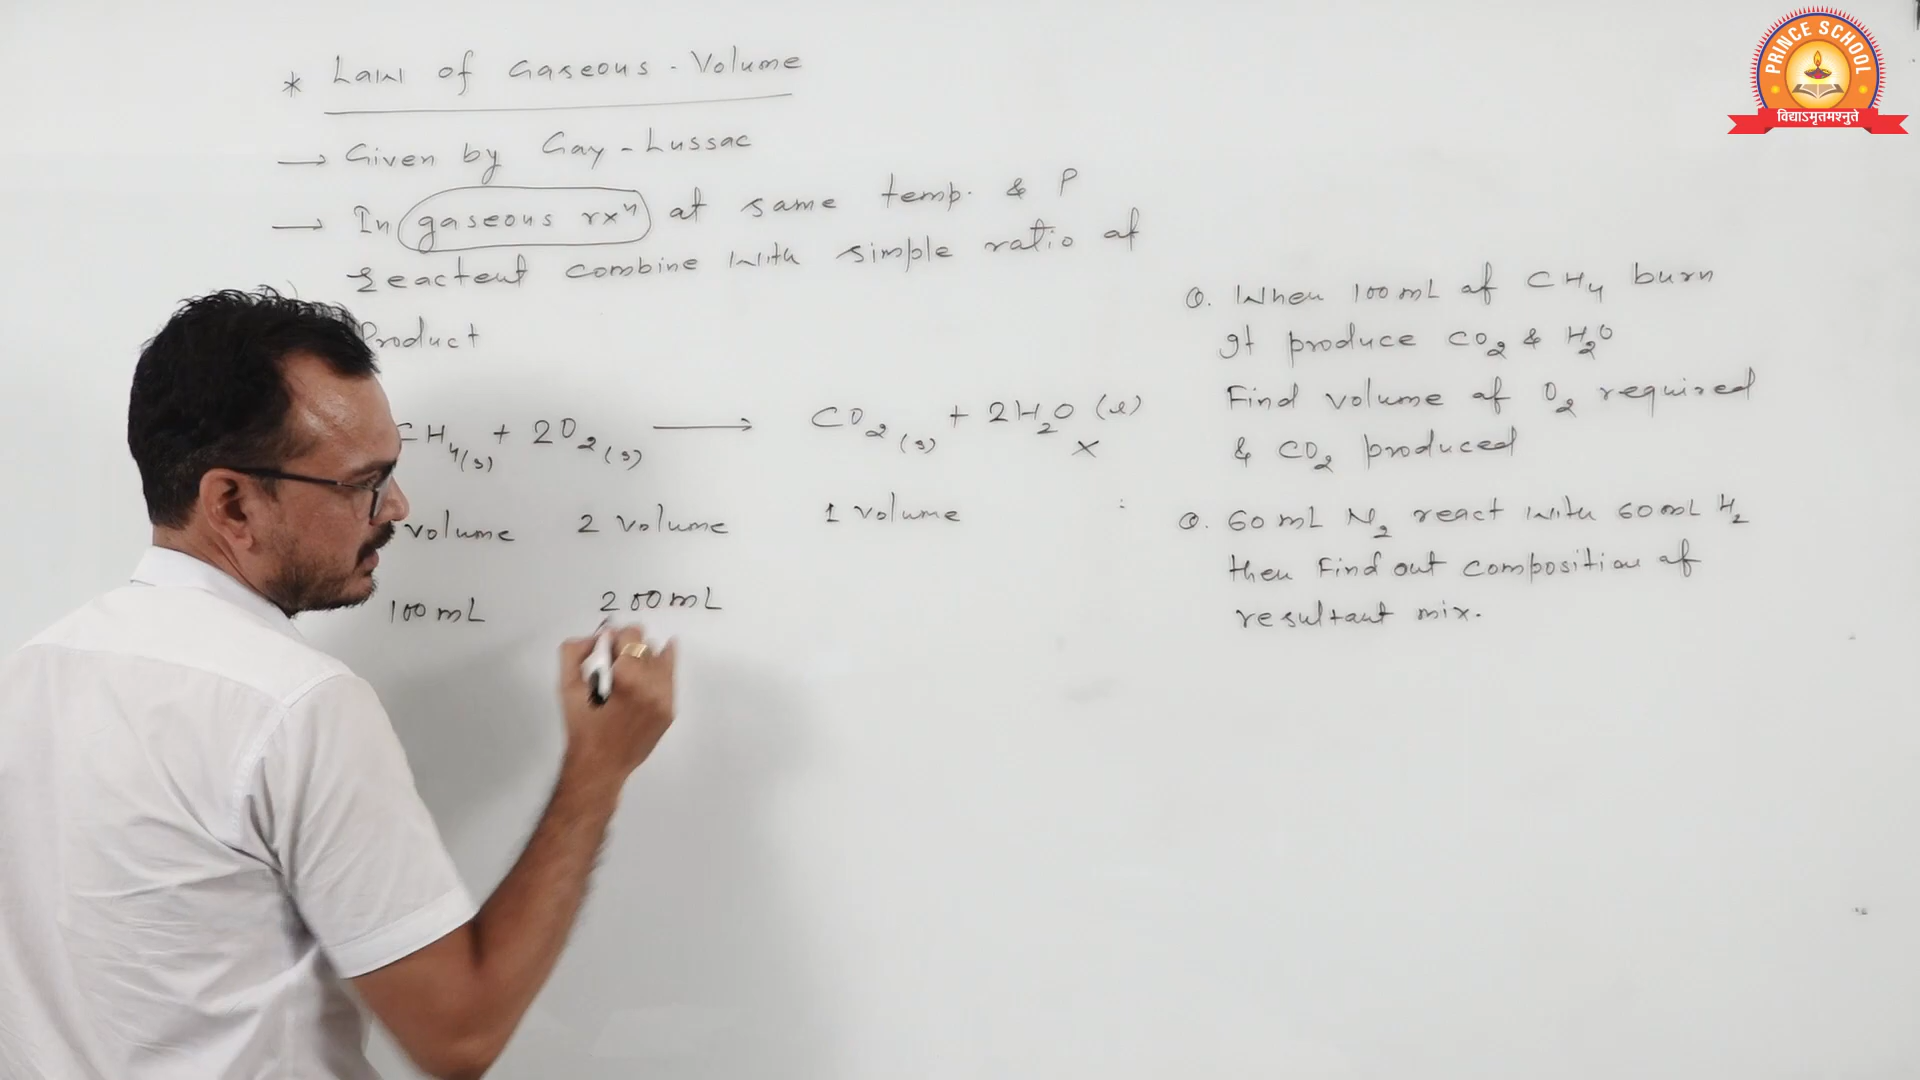 PRINCE SCHOOL
विद्याऽमृतमश्नुते
* Law of Gaseous - Volume
→ Given by Gay - Lussac
→ In gaseous rxⁿ at same temp. & P
reactent combine with simple ratio of
Product
CH₄(g) + 2O₂(g) ⟶ CO₂(g) + 2H₂O (l)
x
volume 2 volume 1 volume
100 mL 200 mL
Q. When 100 mL of CH₄ burn
It produce CO₂ & H₂O
Find volume of O₂ required
& CO₂ produced
Q. 60 mL N₂ react with 60 mL H₂
then Find out composition of
resultant mix.